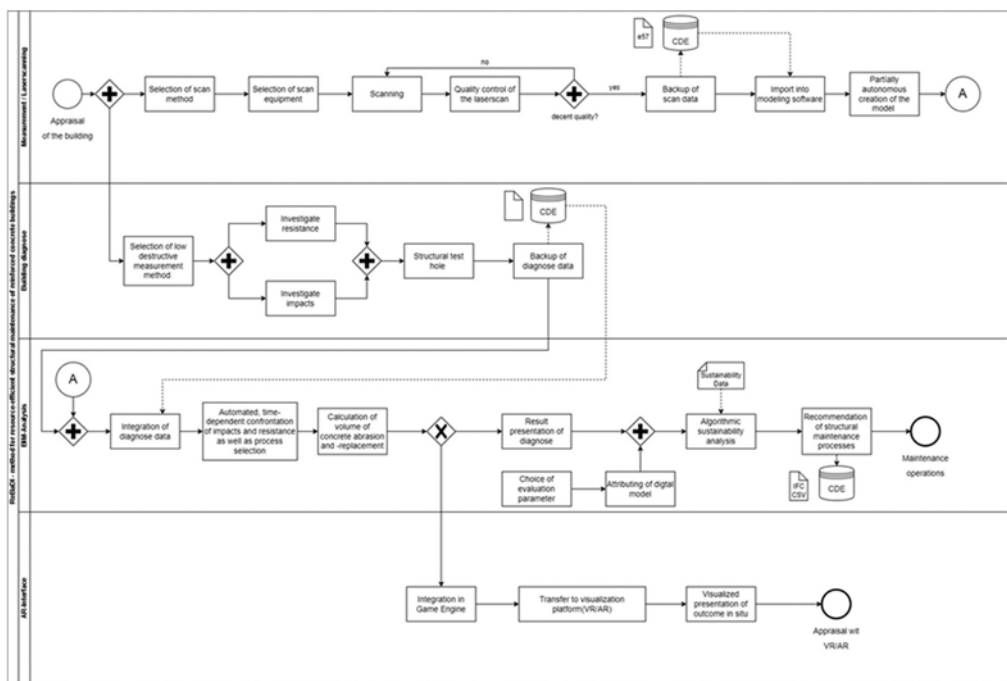 ReBaDi - method for resource-efficient structural maintenance of reinforced concrete buildings
Measurement / Laserscanning
Appraisal
of the building
Selection of scan
method
Selection of scan
equipment
Scanning
no
Quality control of
the laserscan
decent quality?
yes
e57
CDE
Backup of
scan data
Import into
modeling software
Partially
autonomous
creation of the
model
A
Building diagnose
Selection of low
destructive
measurement
method
Investigate
resistance
Investigate
impacts
Structural test
hole
CDE
Backup of
diagnose data
A
Integration of
diagnose data
Automated, time-
dependent confrontation
of impacts and resistance
as well as process
selection
Calculation of
volume of
concrete abrasion
and -replacement
Result
presentation of
diagnose
Choice of
evaluation
parameter
Attributing of digtal
model
Sustainability
Data
Algorithmic
sustainability
analysis
Recommendation
of structural
maintenance
processes
IFC
CSV
CDE
Maintenance
operations
AR-Interface
Integration in
Game Engine
Transfer to visualization
platform(VR/AR)
Visualized
presentation of
outcome in situ
Appraisal wit
VR/AR